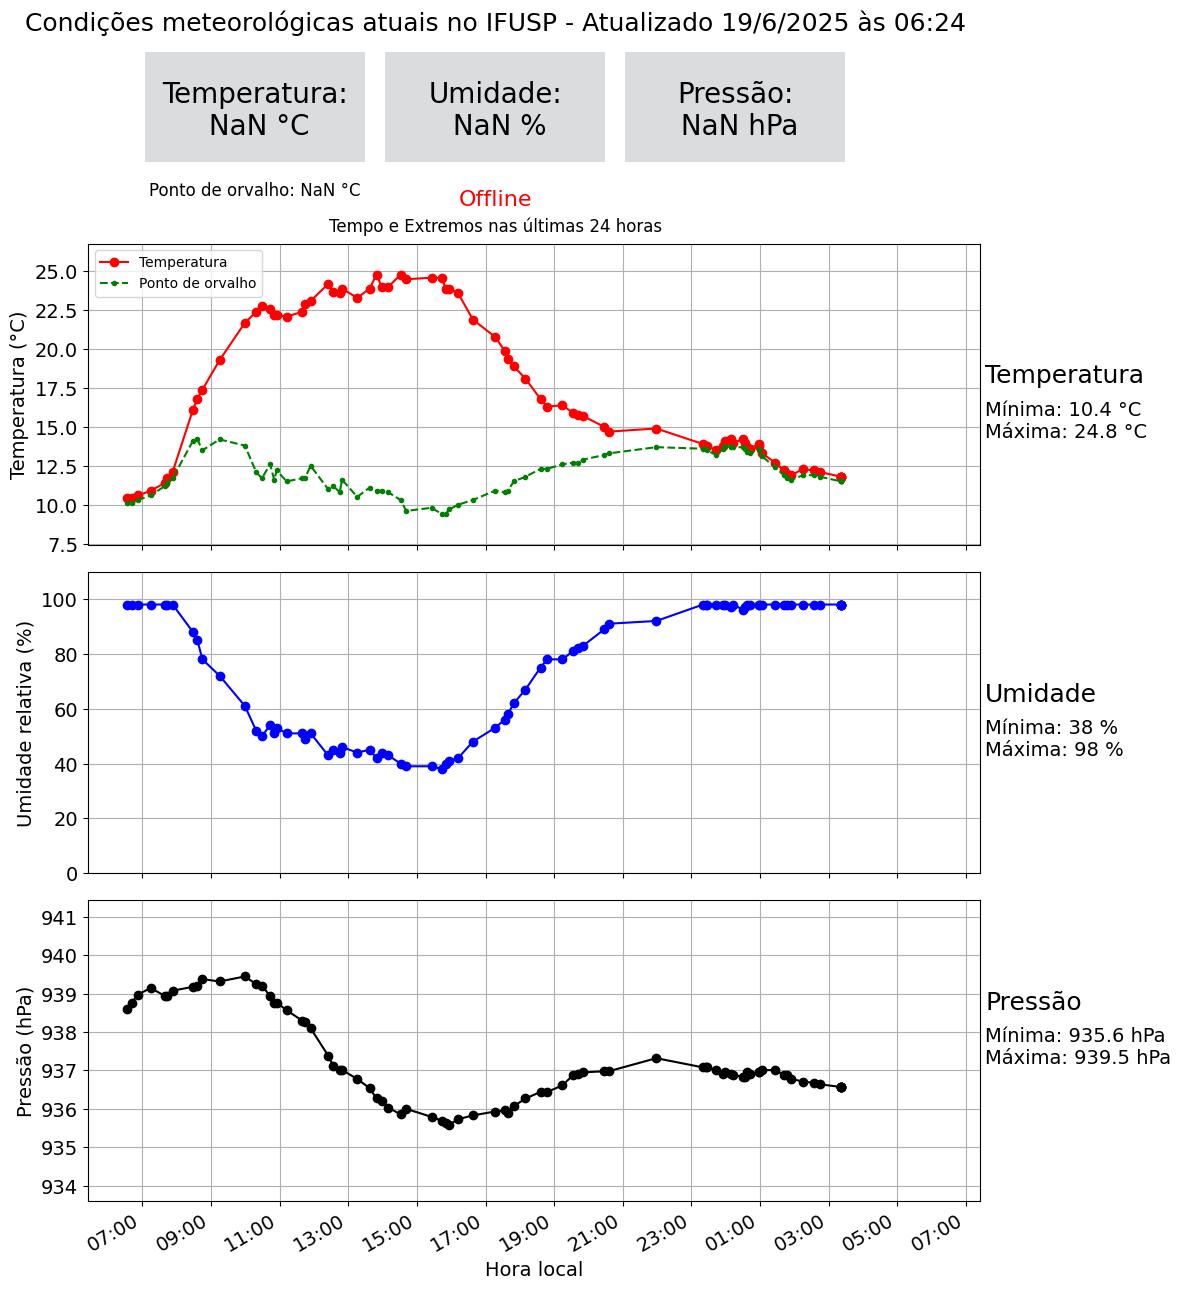 Condições meteorológicas atuais no IFUSP - Atualizado 19/6/2025 às 06:24
Temperatura:
NaN °C
Umidade:
NaN %
Pressão:
NaN hPa
Ponto de orvalho: NaN °C
Offline
Tempo e Extremos nas últimas 24 horas
Temperatura
Ponto de orvalho
Temperatura (°C)
25.0
22.5
20.0
17.5
15.0
12.5
10.0
7.5
Temperatura
Mínima: 10.4 °C
Máxima: 24.8 °C
Umidade relativa (%)
100
80
60
40
20
0
Umidade
Mínima: 38 %
Máxima: 98 %
Pressão (hPa)
941
940
939
938
937
936
935
934
Pressão
Mínima: 935.6 hPa
Máxima: 939.5 hPa
07:00
09:00
11:00
13:00
15:00
17:00
19:00
21:00
23:00
01:00
03:00
05:00
07:00
Hora local